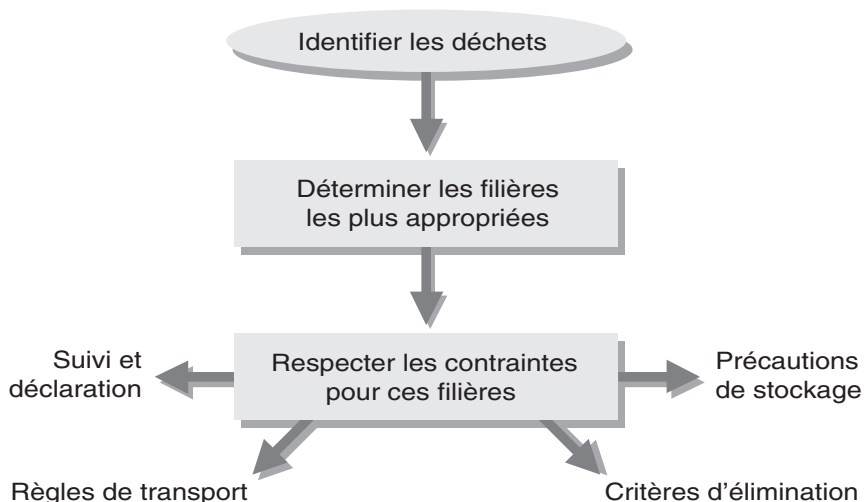 Identifier les déchets
Déterminer les filières
les plus appropriées
Suivi et
déclaration
Respecter les contraintes
pour ces filières
Précautions
de stockage
Règles de transport
Critères d'élimination